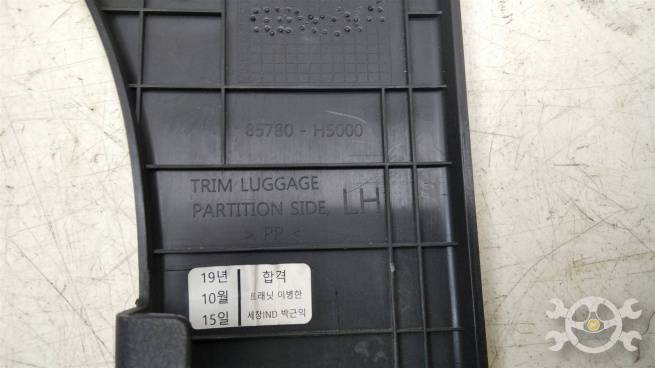 85780 - H5000
TRIM LUGGAGE
PARTITION SIDE, LH
> PP <
19년 합격
10월 트래닛 이병한
15일 세창IND 박근익